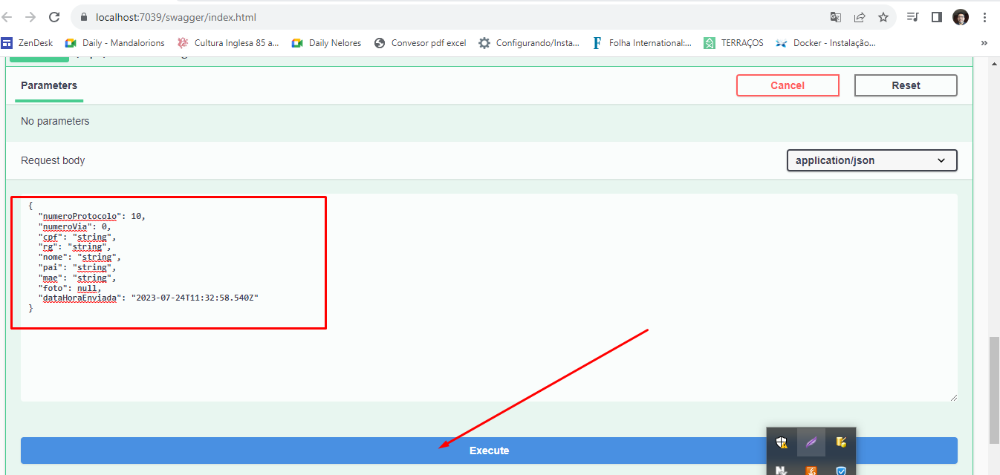 localhost:7039/swagger/index.html
ZenDesk Daily - Mandalorions Cultura Inglesa 85 a... Daily Nelores Convesor pdf excel Configurando/Insta... Folha International:... TERRAÇOS Docker - Instalação... »
Parameters Cancel Reset
No parameters
Request body application/json
{
"numeroProtocolo": 10,
"numeroVia": 0,
"cpf": "string",
"rg": "string",
"nome": "string",
"pai": "string",
"mae": "string",
"foto": null,
"dataHoraEnviada": "2023-07-24T11:32:58.540Z"
}
Execute